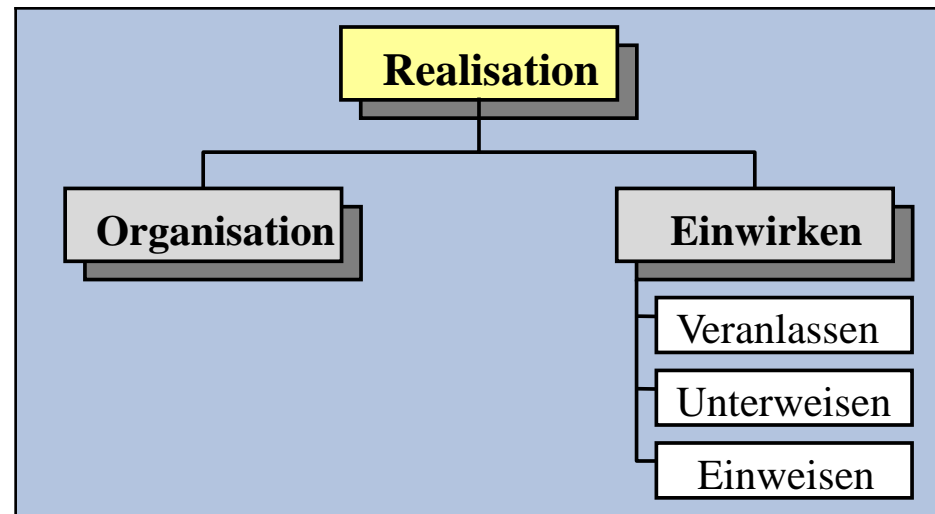 Realisation
Organisation
Einwirken
Veranlassen
Unterweisen
Einweisen